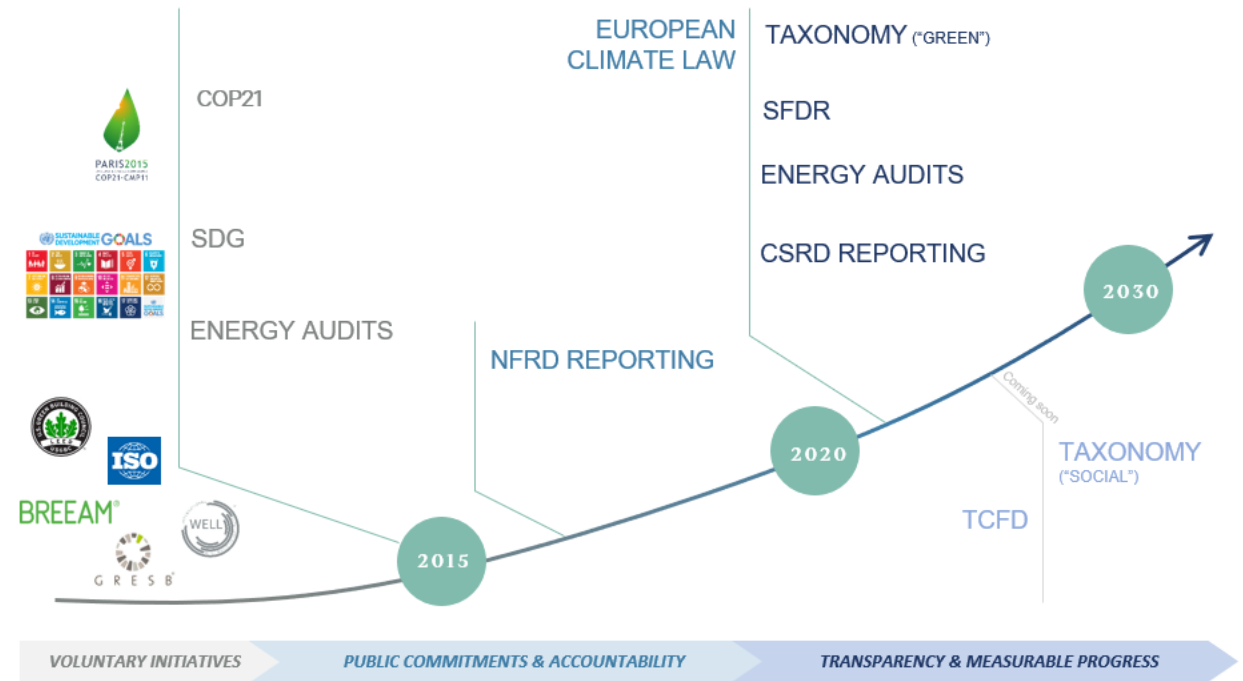 EUROPEAN
CLIMATE LAW
TAXONOMY ("GREEN")
COP21
SFDR
PARIS2015
COP21·CMP11
ENERGY AUDITS
SUSTAINABLE
DEVELOPMENT GOALS
SDG
CSRD REPORTING
2030
ENERGY AUDITS
NFRD REPORTING
Coming soon
ISO
2020
TAXONOMY
("SOCIAL")
BREEAM®
WELL
TCFD
2015
GRESB®
VOLUNTARY INITIATIVES
PUBLIC COMMITMENTS & ACCOUNTABILITY
TRANSPARENCY & MEASURABLE PROGRESS